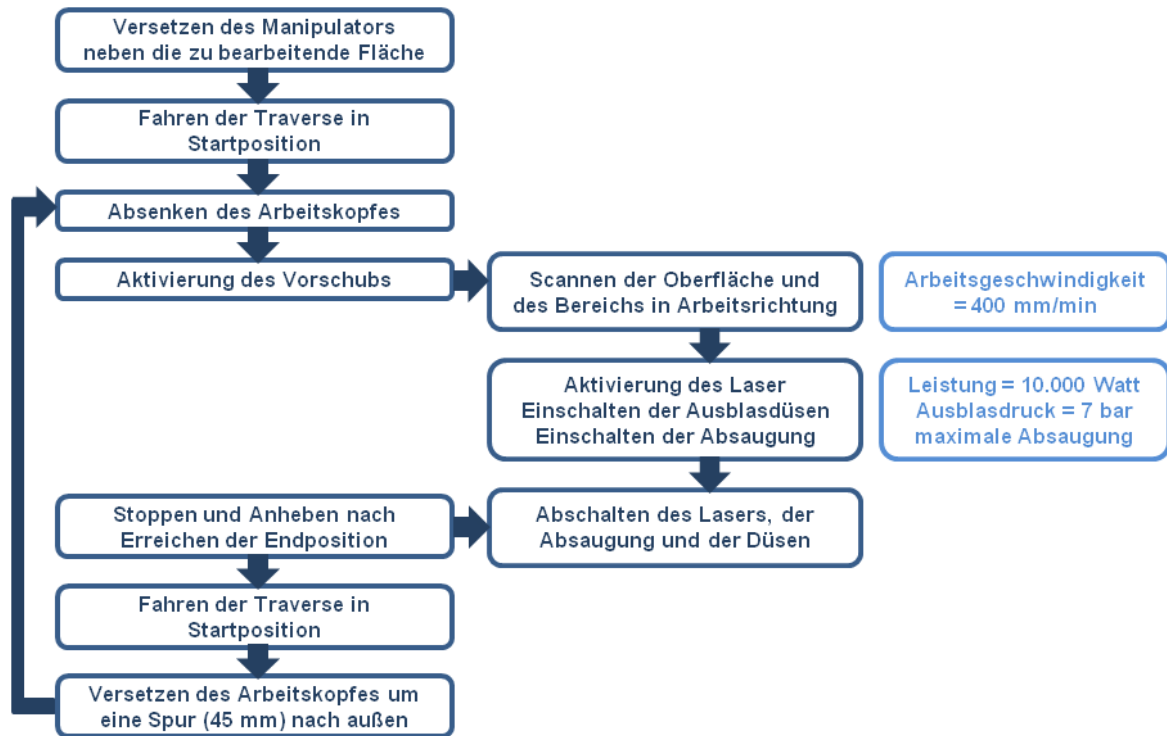 Versetzen des Manipulators
neben die zu bearbeitende Fläche
Fahren der Traverse in
Startposition
Absenken des Arbeitskopfes
Aktivierung des Vorschubs
Scannen der Oberfläche und
des Bereichs in Arbeitsrichtung
Arbeitsgeschwindigkeit
= 400 mm/min
Aktivierung des Laser
Einschalten der Ausblasdüsen
Einschalten der Absaugung
Leistung = 10.000 Watt
Ausblasdruck = 7 bar
maximale Absaugung
Stoppen und Anheben nach
Erreichen der Endposition
Abschalten des Lasers, der
Absaugung und der Düsen
Fahren der Traverse in
Startposition
Versetzen des Arbeitskopfes um
eine Spur (45 mm) nach außen